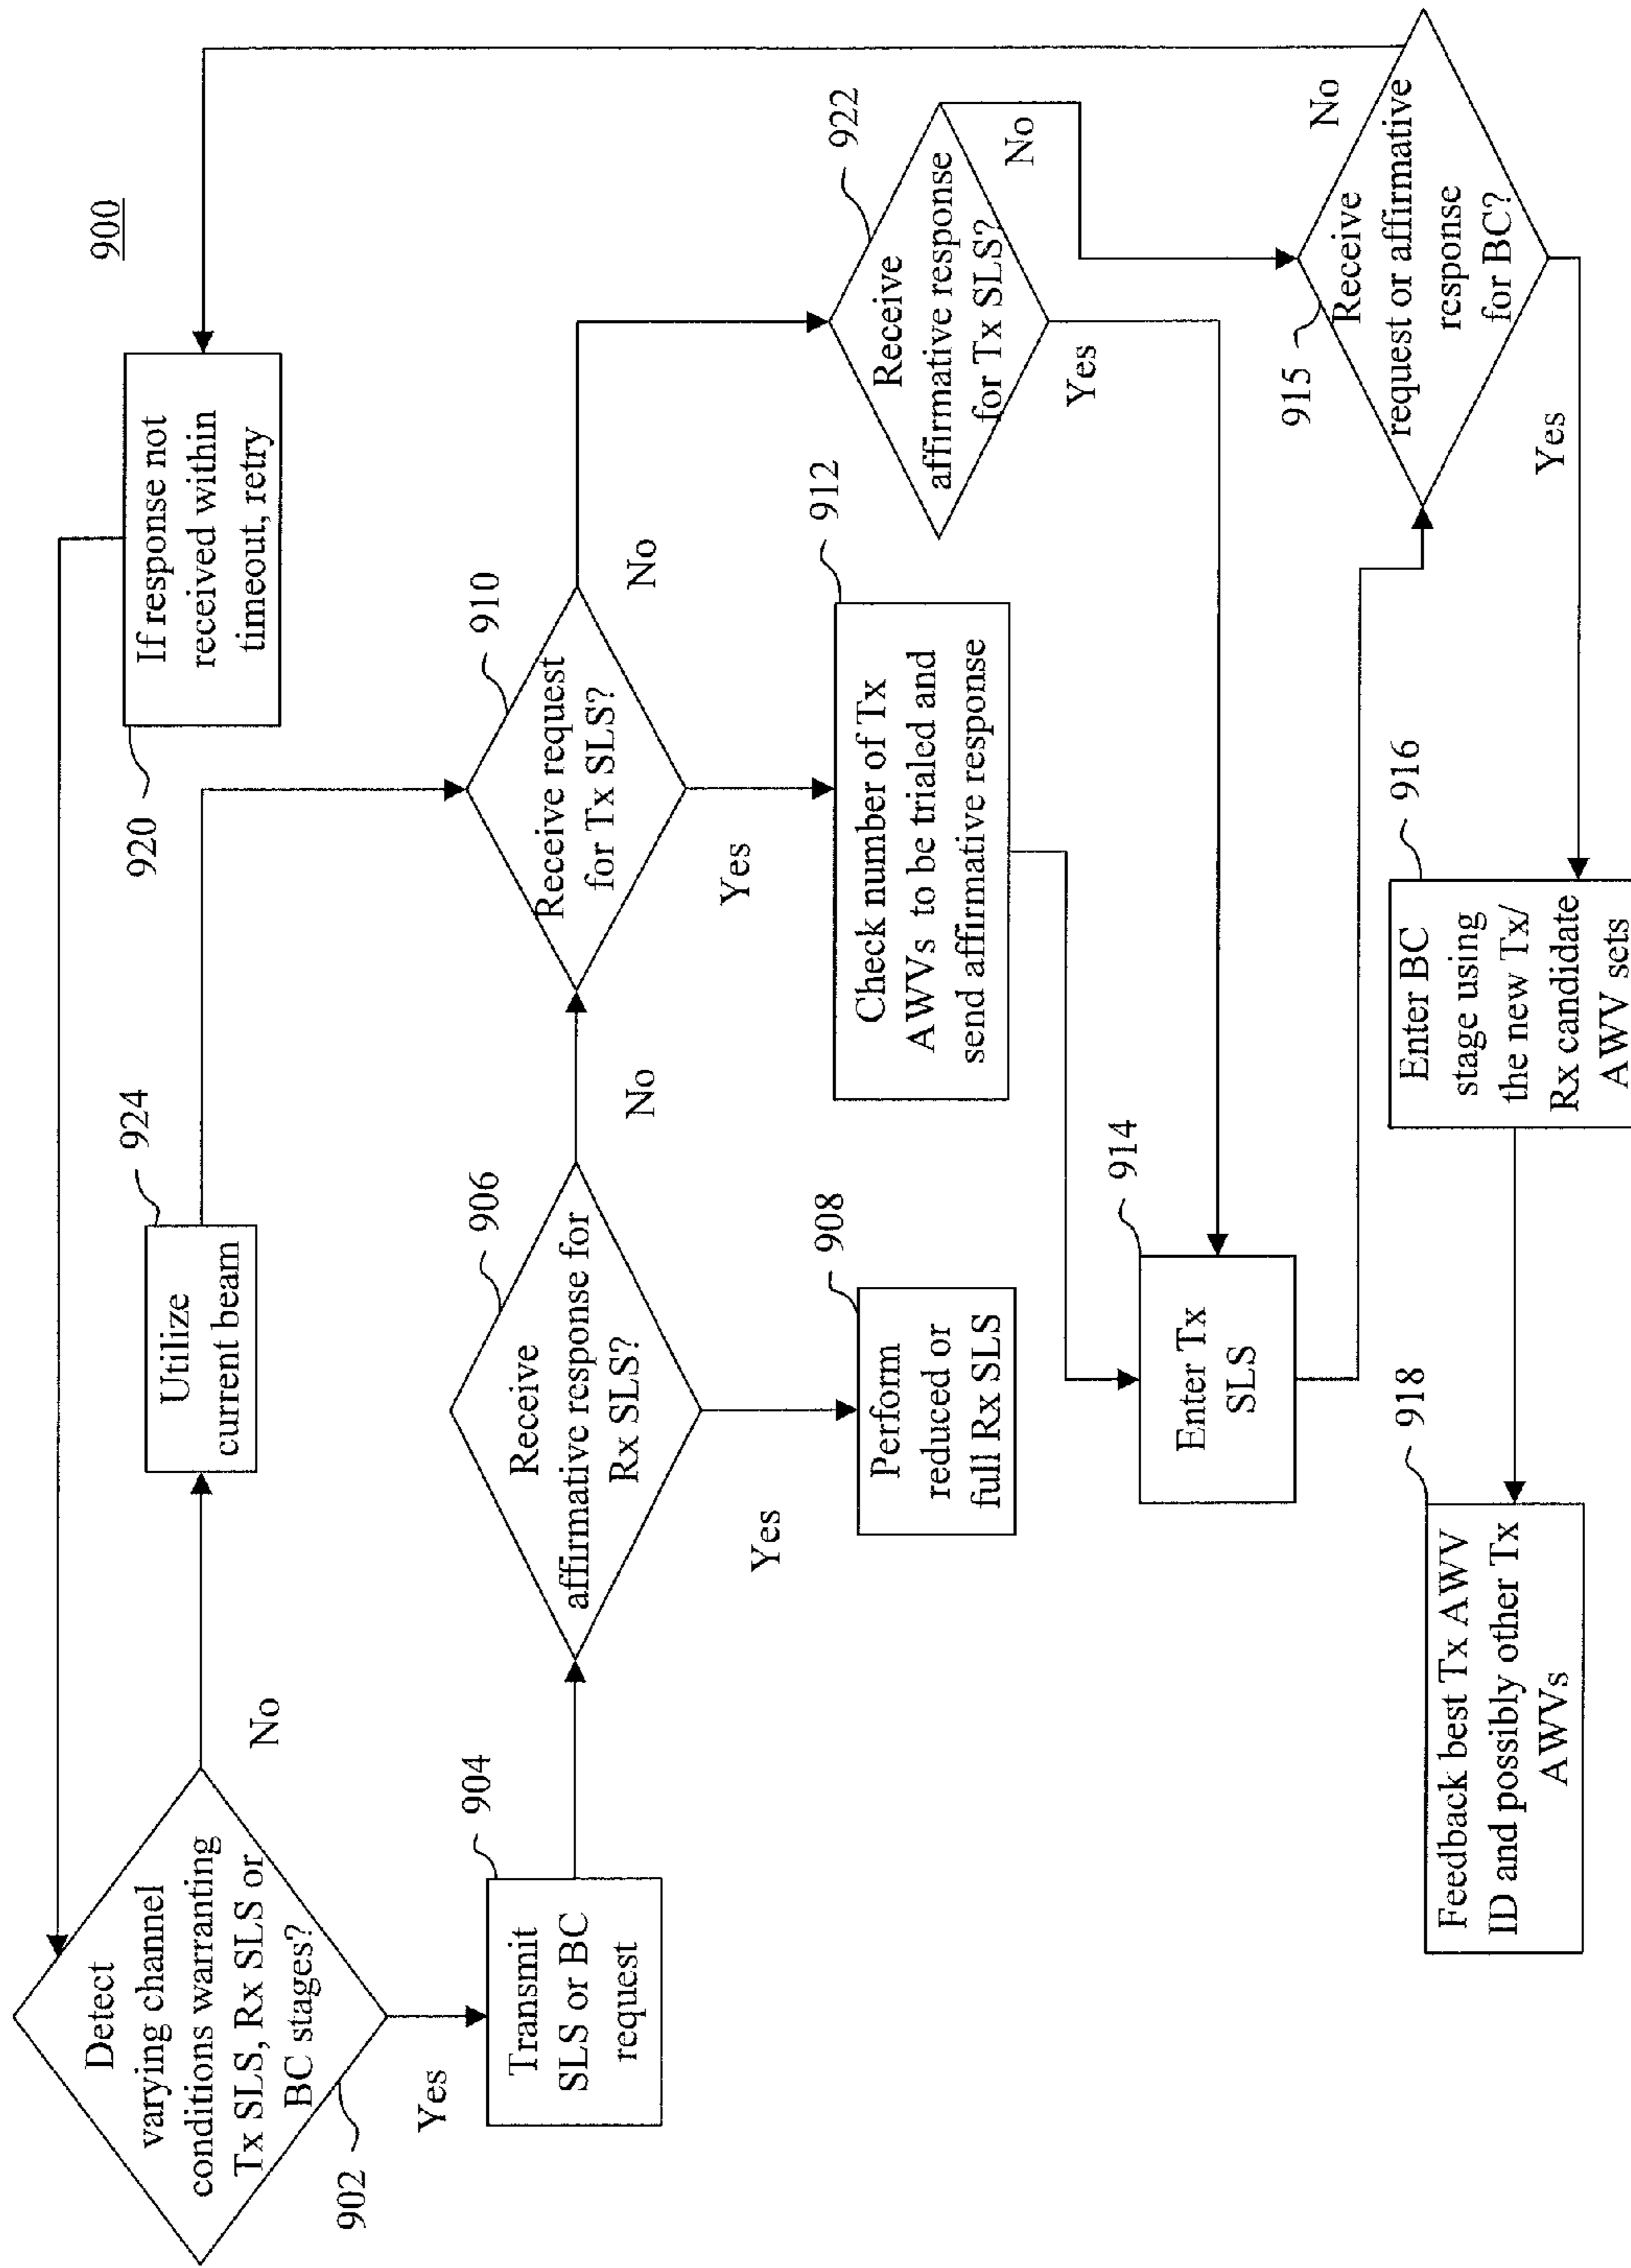 900
Detect
varying channel
conditions warranting
Tx SLS, Rx SLS or
BC stages?
902
No
Yes
Utilize
current beam
924
If response not
received within
timeout, retry
920
Transmit
SLS or BC
request
904
Receive
affirmative response for
Rx SLS?
906
No
Yes
Perform
reduced or
full Rx SLS
908
Receive request
for Tx SLS?
910
No
Yes
Check number of Tx
AWVs to be trialed and
send affirmative response
912
Receive
affirmative response
for Tx SLS?
922
No
Yes
Enter Tx
SLS
914
Receive
request or affirmative
response
for BC?
915
No
Yes
Enter BC
stage using
the new Tx/
Rx candidate
AWV sets
916
Feedback best Tx AWV
ID and possibly other Tx
AWVs
918